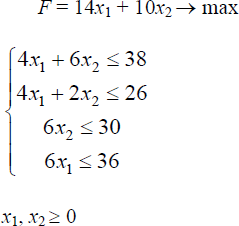 F = 14x₁ + 10x₂ → max
4x₁ + 6x₂ ≤ 38
4x₁ + 2x₂ ≤ 26
6x₂ ≤ 30
6x₁ ≤ 36
x₁, x₂ ≥ 0